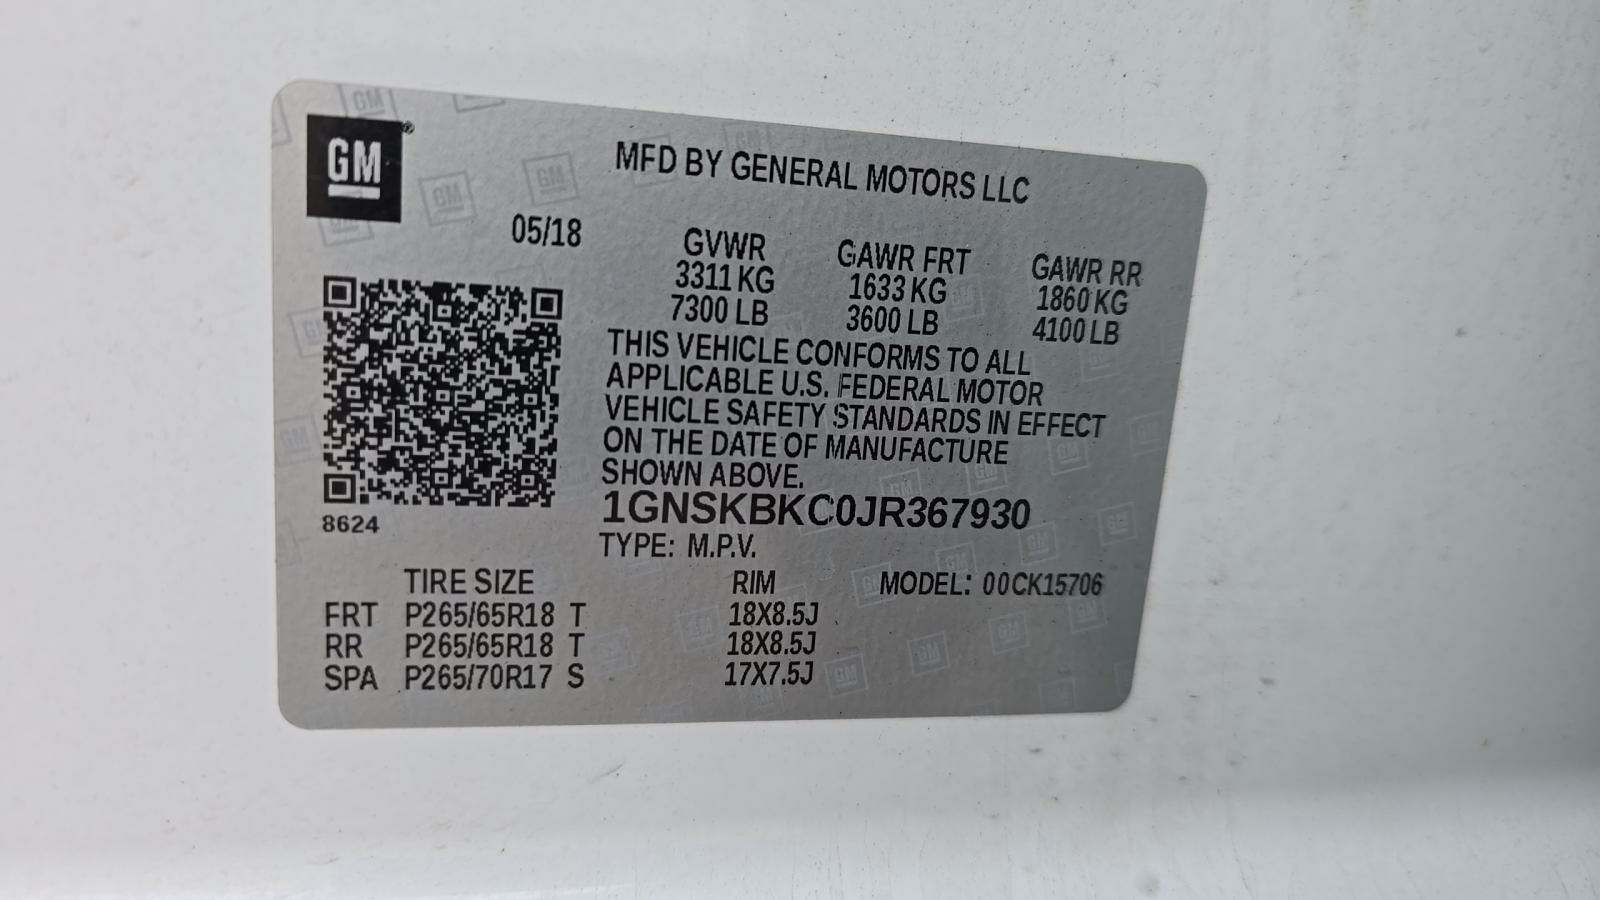 GM
MFD BY GENERAL MOTORS LLC
05/18
GVWR GAWR FRT GAWR RR
3311 KG 1633 KG 1860 KG
7300 LB 3600 LB 4100 LB
THIS VEHICLE CONFORMS TO ALL
APPLICABLE U.S. FEDERAL MOTOR
VEHICLE SAFETY STANDARDS IN EFFECT
ON THE DATE OF MANUFACTURE
SHOWN ABOVE.
8624
1GNSKBKC0JR367930
TYPE: M.P.V.
TIRE SIZE RIM MODEL: 00CK15706
FRT P265/65R18 T 18X8.5J
RR P265/65R18 T 18X8.5J
SPA P265/70R17 S 17X7.5J